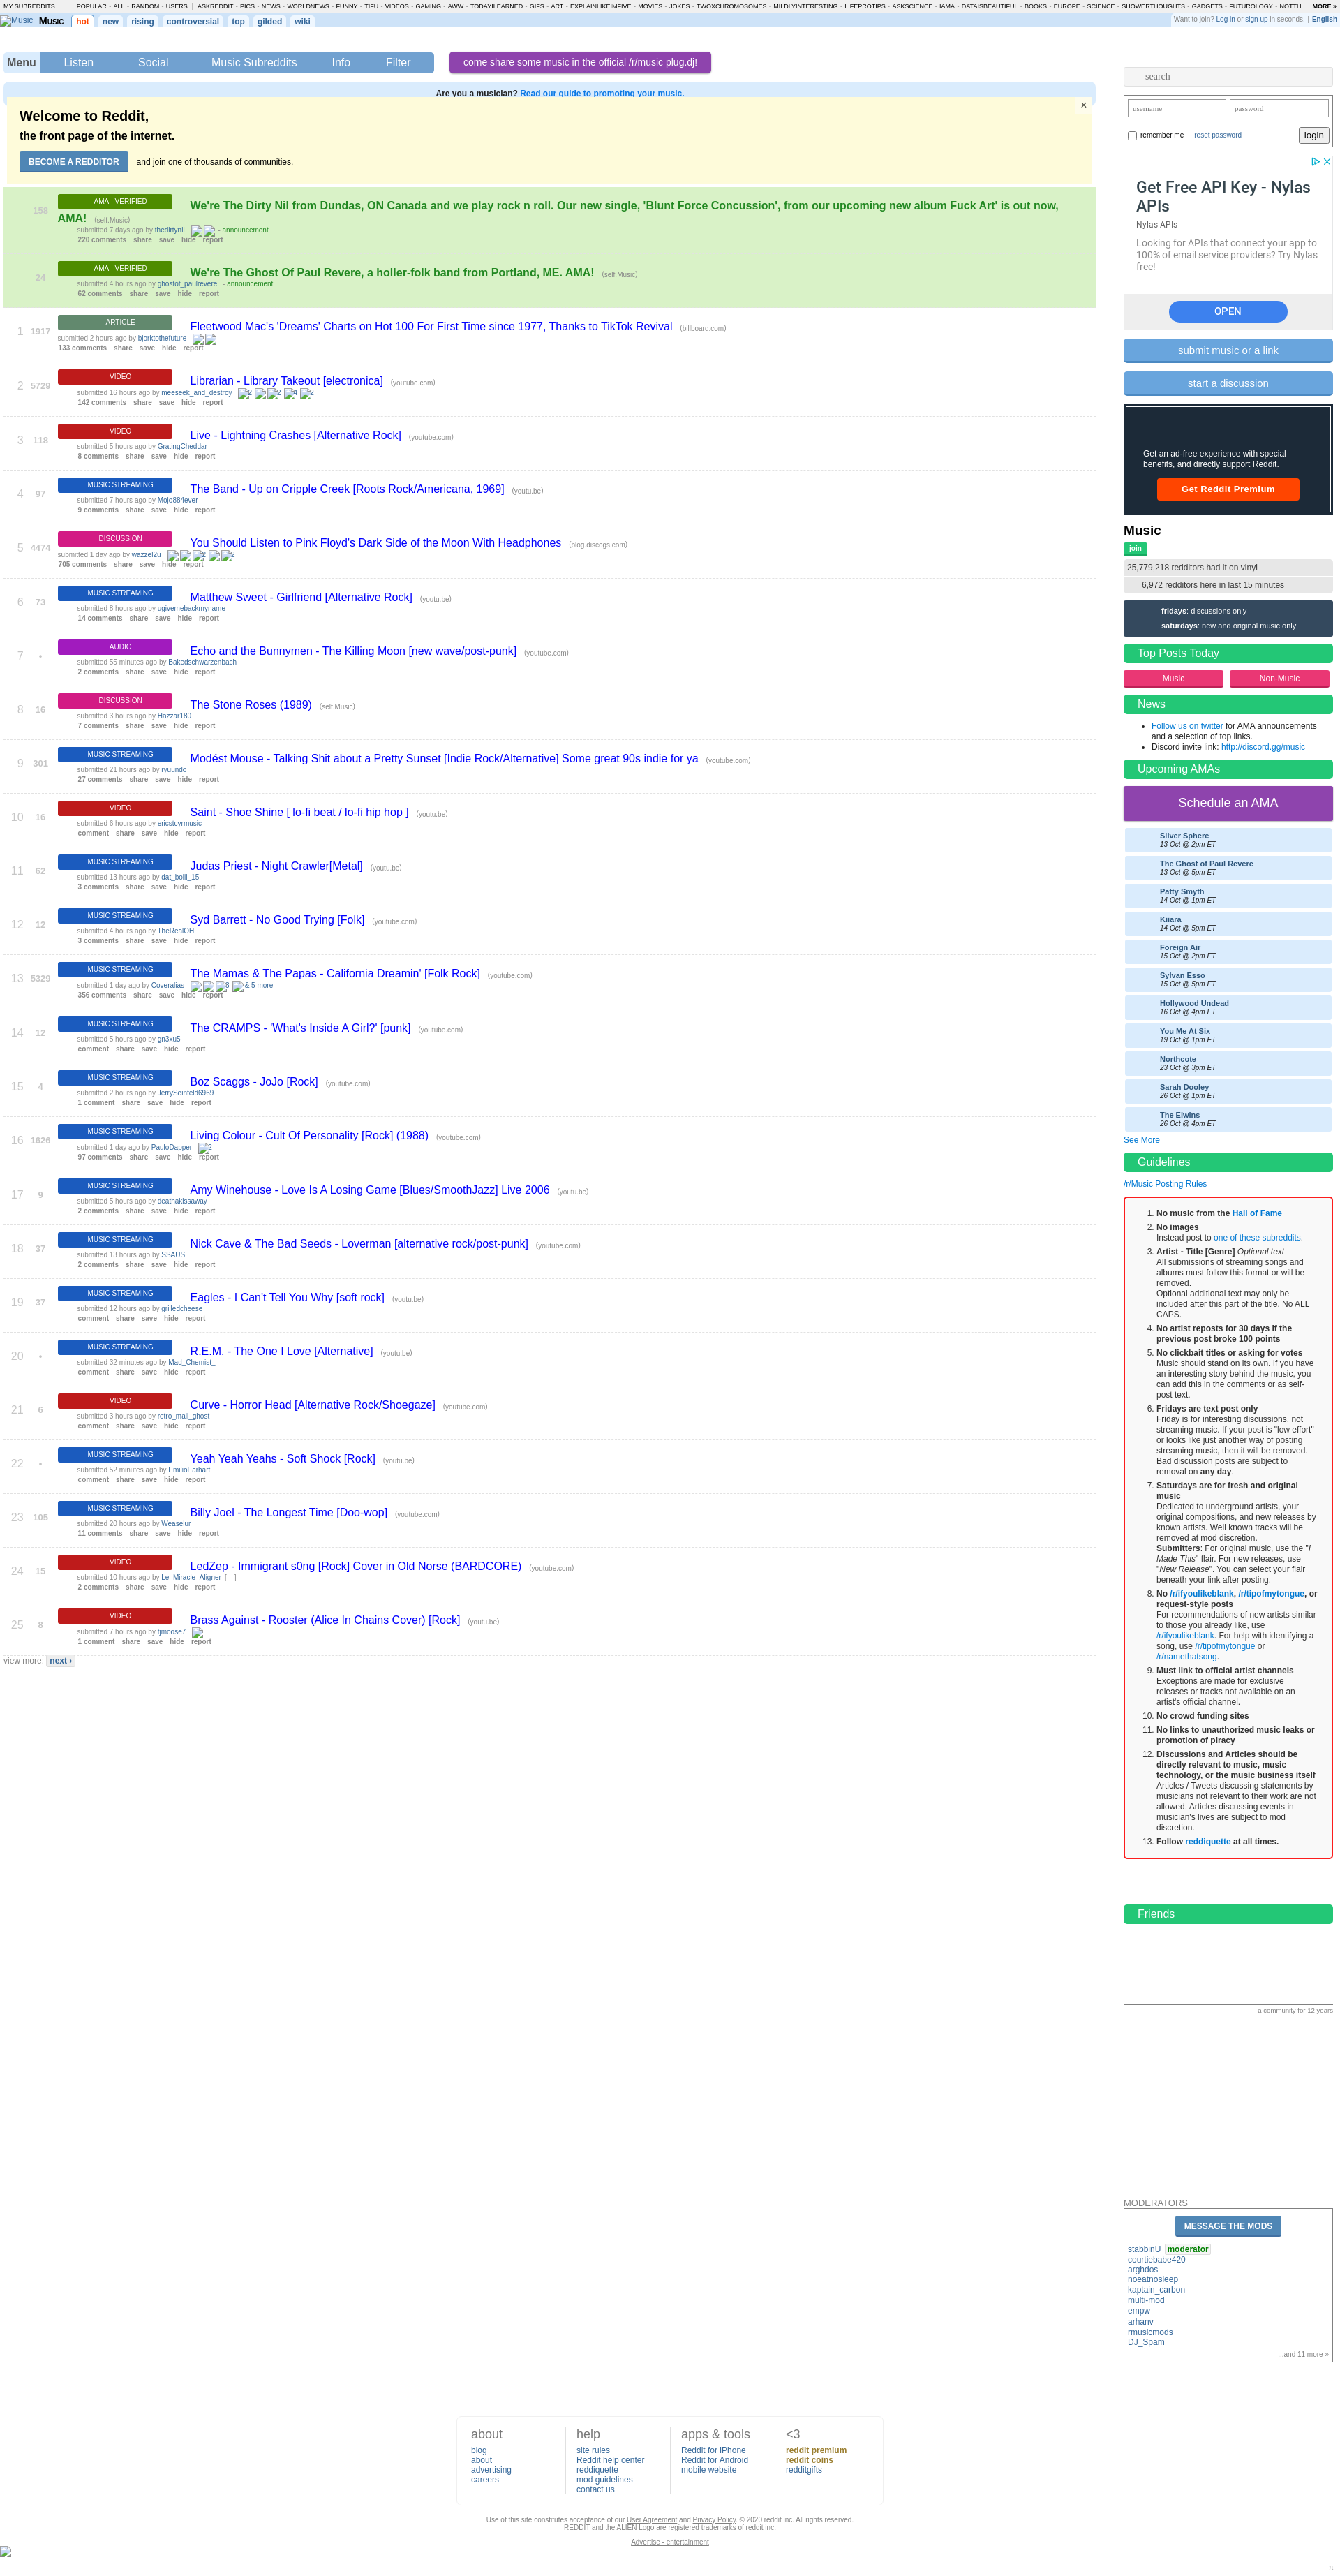 MY SUBREDDITS POPULAR - ALL - RANDOM - USERS | ASKREDDIT - PICS - NEWS - WORLDNEWS - FUNNY - TIFU - VIDEOS - GAMING - AWW - TODAYILEARNED - GIFS - ART - EXPLAINLIKEIMFIVE - MOVIES - JOKES - TWOXCHROMOSOMES - MILDLYINTERESTING - LIFEPROTIPS - ASKSCIENCE - IAMA - DATAISBEAUTIFUL - BOOKS - EUROPE - SCIENCE - SHOWERTHOUGHTS - GADGETS - FUTUROLOGY - NOTTH MORE »
Music MUSIC hot new rising controversial top gilded wiki
Want to join? Log in or sign up in seconds. | English
Menu Listen Social Music Subreddits Info Filter
come share some music in the official /r/music plug.dj!
Are you a musician? Read our guide to promoting your music.
Welcome to Reddit,
the front page of the internet.
BECOME A REDDITOR and join one of thousands of communities.
×
158 AMA - VERIFIED We're The Dirty Nil from Dundas, ON Canada and we play rock n roll. Our new single, 'Blunt Force Concussion', from our upcoming new album Fuck Art' is out now,
AMA! (self.Music)
submitted 7 days ago by thedirtynil - announcement
220 comments share save hide report
24 AMA - VERIFIED We're The Ghost Of Paul Revere, a holler-folk band from Portland, ME. AMA! (self.Music)
submitted 4 hours ago by ghostof_paulrevere - announcement
62 comments share save hide report
1 1917 ARTICLE Fleetwood Mac's 'Dreams' Charts on Hot 100 For First Time since 1977, Thanks to TikTok Revival (billboard.com)
submitted 2 hours ago by bjorktothefuture
133 comments share save hide report
2 5729 VIDEO Librarian - Library Takeout [electronica] (youtube.com)
submitted 16 hours ago by meeseek_and_destroy 2 2 4 2
142 comments share save hide report
3 118 VIDEO Live - Lightning Crashes [Alternative Rock] (youtube.com)
submitted 5 hours ago by GratingCheddar
8 comments share save hide report
4 97 MUSIC STREAMING The Band - Up on Cripple Creek [Roots Rock/Americana, 1969] (youtu.be)
submitted 7 hours ago by Mojo884ever
9 comments share save hide report
5 4474 DISCUSSION You Should Listen to Pink Floyd's Dark Side of the Moon With Headphones (blog.discogs.com)
submitted 1 day ago by wazzel2u 2 2
705 comments share save hide report
6 73 MUSIC STREAMING Matthew Sweet - Girlfriend [Alternative Rock] (youtu.be)
submitted 8 hours ago by ugivemebackmyname
14 comments share save hide report
7 • AUDIO Echo and the Bunnymen - The Killing Moon [new wave/post-punk] (youtube.com)
submitted 55 minutes ago by Bakedschwarzenbach
2 comments share save hide report
8 16 DISCUSSION The Stone Roses (1989) (self.Music)
submitted 3 hours ago by Hazzar180
7 comments share save hide report
9 301 MUSIC STREAMING Modést Mouse - Talking Shit about a Pretty Sunset [Indie Rock/Alternative] Some great 90s indie for ya (youtube.com)
submitted 21 hours ago by ryuundo
27 comments share save hide report
10 16 VIDEO Saint - Shoe Shine [ lo-fi beat / lo-fi hip hop ] (youtu.be)
submitted 6 hours ago by ericstcyrmusic
comment share save hide report
11 62 MUSIC STREAMING Judas Priest - Night Crawler[Metal] (youtu.be)
submitted 13 hours ago by dat_boiii_15
3 comments share save hide report
12 12 MUSIC STREAMING Syd Barrett - No Good Trying [Folk] (youtube.com)
submitted 4 hours ago by TheRealOHF
3 comments share save hide report
13 5329 MUSIC STREAMING The Mamas & The Papas - California Dreamin' [Folk Rock] (youtube.com)
submitted 1 day ago by Coveralias 3 & 5 more
356 comments share save hide report
14 12 MUSIC STREAMING The CRAMPS - 'What's Inside A Girl?' [punk] (youtube.com)
submitted 5 hours ago by gn3xu5
comment share save hide report
15 4 MUSIC STREAMING Boz Scaggs - JoJo [Rock] (youtube.com)
submitted 2 hours ago by JerrySeinfeld6969
1 comment share save hide report
16 1626 MUSIC STREAMING Living Colour - Cult Of Personality [Rock] (1988) (youtube.com)
submitted 1 day ago by PauloDapper 2
97 comments share save hide report
17 9 MUSIC STREAMING Amy Winehouse - Love Is A Losing Game [Blues/SmoothJazz] Live 2006 (youtu.be)
submitted 5 hours ago by deathakissaway
2 comments share save hide report
18 37 MUSIC STREAMING Nick Cave & The Bad Seeds - Loverman [alternative rock/post-punk] (youtube.com)
submitted 13 hours ago by SSAUS
2 comments share save hide report
19 37 MUSIC STREAMING Eagles - I Can't Tell You Why [soft rock] (youtu.be)
submitted 12 hours ago by grilledcheese__
comment share save hide report
20 • MUSIC STREAMING R.E.M. - The One I Love [Alternative] (youtu.be)
submitted 32 minutes ago by Mad_Chemist_
comment share save hide report
21 6 VIDEO Curve - Horror Head [Alternative Rock/Shoegaze] (youtube.com)
submitted 3 hours ago by retro_mall_ghost
comment share save hide report
22 • MUSIC STREAMING Yeah Yeah Yeahs - Soft Shock [Rock] (youtu.be)
submitted 52 minutes ago by EmilioEarhart
comment share save hide report
23 105 MUSIC STREAMING Billy Joel - The Longest Time [Doo-wop] (youtube.com)
submitted 20 hours ago by Weaselur
11 comments share save hide report
24 15 VIDEO LedZep - Immigrant s0ng [Rock] Cover in Old Norse (BARDCORE) (youtube.com)
submitted 10 hours ago by Le_Miracle_Aligner [ ]
2 comments share save hide report
25 8 VIDEO Brass Against - Rooster (Alice In Chains Cover) [Rock] (youtu.be)
submitted 7 hours ago by tjmoose7
1 comment share save hide report
view more: next ›
search
username password
remember me reset password login
Get Free API Key - Nylas
APIs
Nylas APIs
Looking for APIs that connect your app to
100% of email service providers? Try Nylas
free!
OPEN
submit music or a link
start a discussion
Get an ad-free experience with special
benefits, and directly support Reddit.
Get Reddit Premium
Music
join
25,779,218 redditors had it on vinyl
6,972 redditors here in last 15 minutes
fridays: discussions only
saturdays: new and original music only
Top Posts Today
Music Non-Music
News
• Follow us on twitter for AMA announcements
and a selection of top links.
• Discord invite link: http://discord.gg/music
Upcoming AMAs
Schedule an AMA
Silver Sphere
13 Oct @ 2pm ET
The Ghost of Paul Revere
13 Oct @ 5pm ET
Patty Smyth
14 Oct @ 1pm ET
Kiiara
14 Oct @ 5pm ET
Foreign Air
15 Oct @ 2pm ET
Sylvan Esso
15 Oct @ 5pm ET
Hollywood Undead
16 Oct @ 4pm ET
You Me At Six
19 Oct @ 1pm ET
Northcote
23 Oct @ 3pm ET
Sarah Dooley
26 Oct @ 1pm ET
The Elwins
26 Oct @ 4pm ET
See More
Guidelines
/r/Music Posting Rules
1. No music from the Hall of Fame
2. No images
Instead post to one of these subreddits.
3. Artist - Title [Genre] Optional text
All submissions of streaming songs and
albums must follow this format or will be
removed.
Optional additional text may only be
included after this part of the title. No ALL
CAPS.
4. No artist reposts for 30 days if the
previous post broke 100 points
5. No clickbait titles or asking for votes
Music should stand on its own. If you have
an interesting story behind the music, you
can add this in the comments or as self-
post text.
6. Fridays are text post only
Friday is for interesting discussions, not
streaming music. If your post is "low effort"
or looks like just another way of posting
streaming music, then it will be removed.
Bad discussion posts are subject to
removal on any day.
7. Saturdays are for fresh and original
music
Dedicated to underground artists, your
original compositions, and new releases by
known artists. Well known tracks will be
removed at mod discretion.
Submitters: For original music, use the "I
Made This" flair. For new releases, use
"New Release". You can select your flair
beneath your link after posting.
8. No /r/ifyoulikeblank, /r/tipofmytongue, or
request-style posts
For recommendations of new artists similar
to those you already like, use
/r/ifyoulikeblank. For help with identifying a
song, use /r/tipofmytongue or
/r/namethatsong.
9. Must link to official artist channels
Exceptions are made for exclusive
releases or tracks not available on an
artist's official channel.
10. No crowd funding sites
11. No links to unauthorized music leaks or
promotion of piracy
12. Discussions and Articles should be
directly relevant to music, music
technology, or the music business itself
Articles / Tweets discussing statements by
musicians not relevant to their work are not
allowed. Articles discussing events in
musician's lives are subject to mod
discretion.
13. Follow reddiquette at all times.
Friends
a community for 12 years
MODERATORS
MESSAGE THE MODS
stabbinU moderator
courtiebabe420
arghdos
noeatnosleep
kaptain_carbon
multi-mod
empw
arhanv
rmusicmods
DJ_Spam
...and 11 more »
about
blog
about
advertising
careers
help
site rules
Reddit help center
reddiquette
mod guidelines
contact us
apps & tools
Reddit for iPhone
Reddit for Android
mobile website
<3
reddit premium
reddit coins
redditgifts
Use of this site constitutes acceptance of our User Agreement and Privacy Policy. © 2020 reddit inc. All rights reserved.
REDDIT and the ALIEN Logo are registered trademarks of reddit inc.
Advertise - entertainment
π